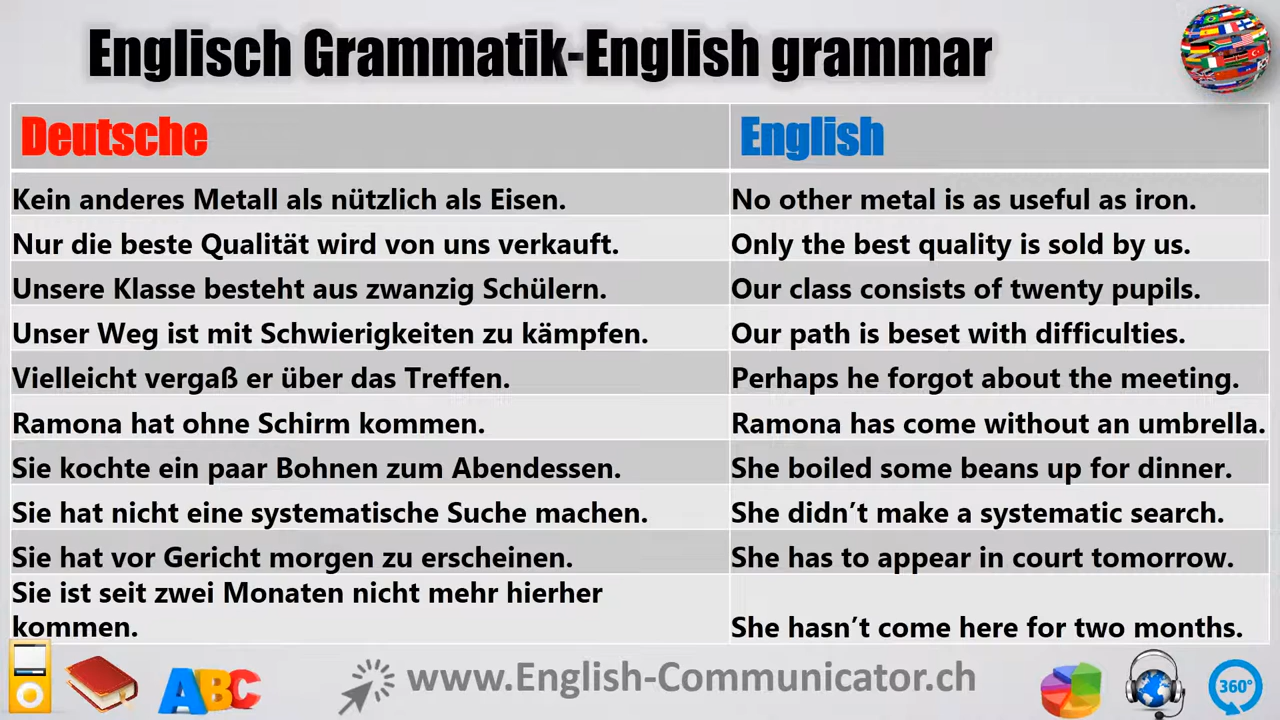 Englisch Grammatik-English grammar
Deutsche
English
Kein anderes Metall als nützlich als Eisen.
No other metal is as useful as iron.
Nur die beste Qualität wird von uns verkauft.
Only the best quality is sold by us.
Unsere Klasse besteht aus zwanzig Schülern.
Our class consists of twenty pupils.
Unser Weg ist mit Schwierigkeiten zu kämpfen.
Our path is beset with difficulties.
Vielleicht vergaß er über das Treffen.
Perhaps he forgot about the meeting.
Ramona hat ohne Schirm kommen.
Ramona has come without an umbrella.
Sie kochte ein paar Bohnen zum Abendessen.
She boiled some beans up for dinner.
Sie hat nicht eine systematische Suche machen.
She didn’t make a systematic search.
Sie hat vor Gericht morgen zu erscheinen.
She has to appear in court tomorrow.
Sie ist seit zwei Monaten nicht mehr hierher
kommen.
She hasn’t come here for two months.
ABC
www.English-Communicator.ch
360°